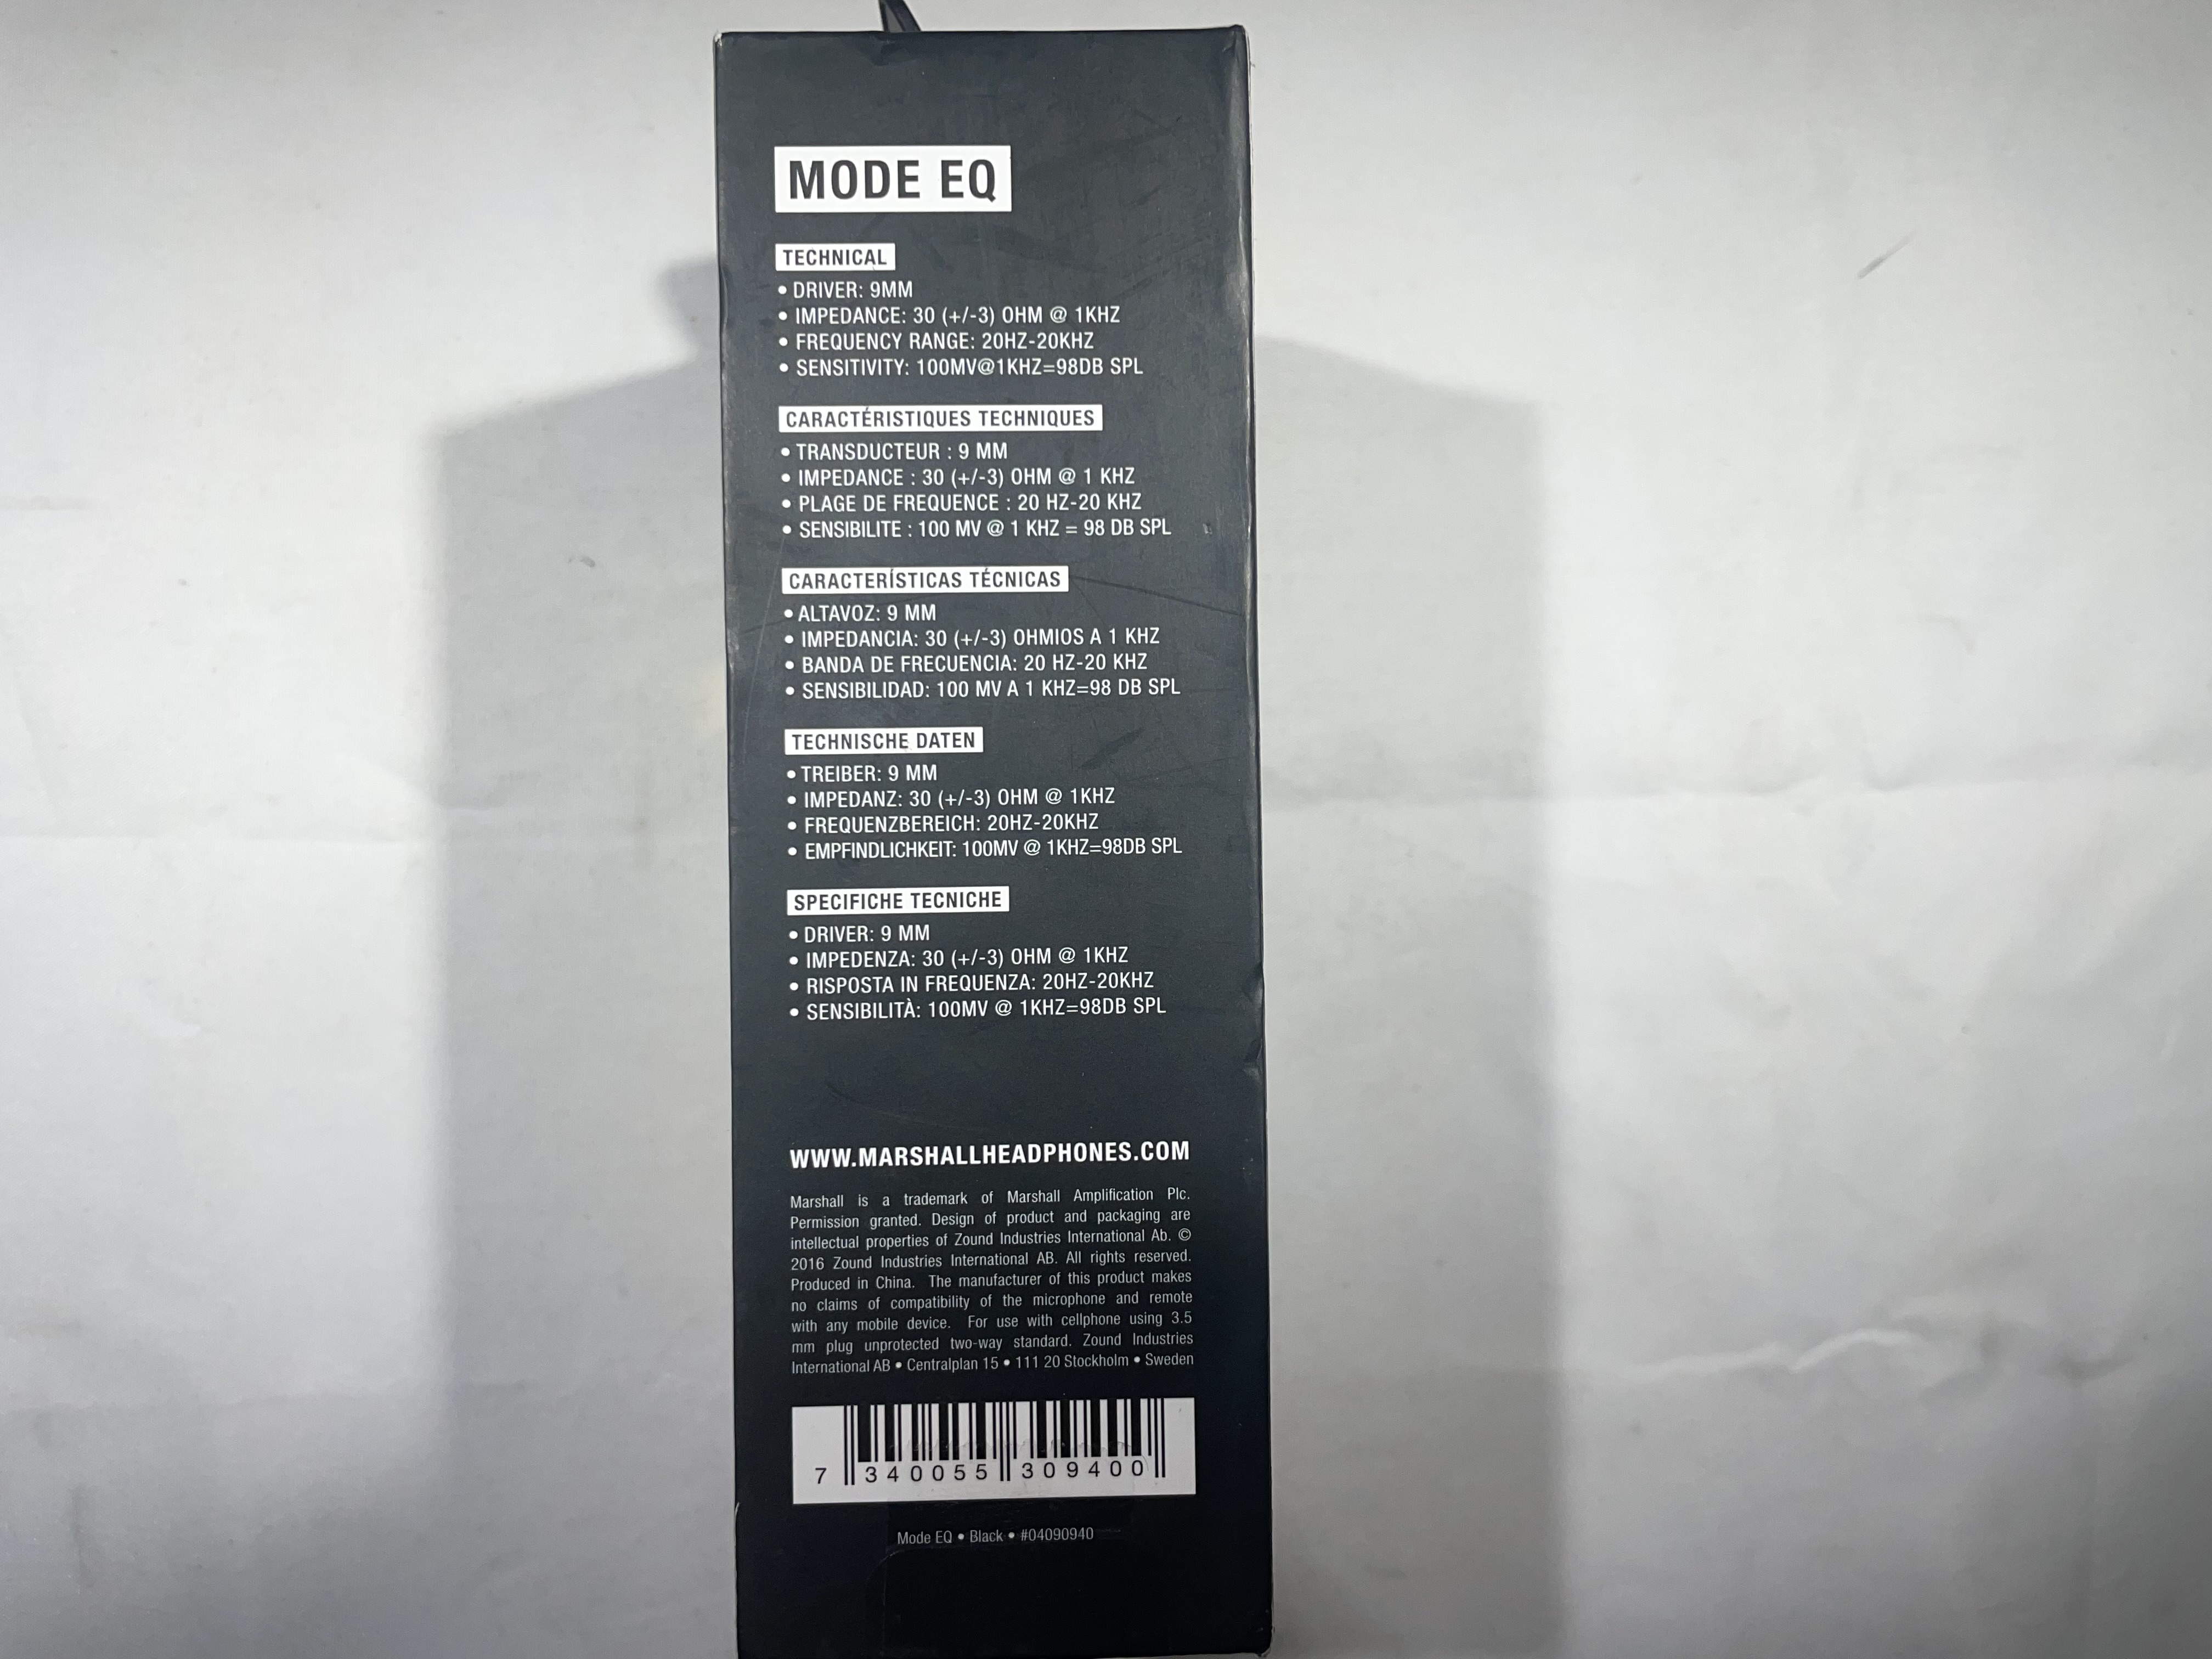 MODE EQ
TECHNICAL
• DRIVER: 9MM
• IMPEDANCE: 30 (+/-3) OHM @ 1KHZ
• FREQUENCY RANGE: 20HZ-20KHZ
• SENSITIVITY: 100MV@1KHZ=98DB SPL
CARACTÉRISTIQUES TECHNIQUES
• TRANSDUCTEUR : 9 MM
• IMPEDANCE : 30 (+/-3) OHM @ 1 KHZ
• PLAGE DE FREQUENCE : 20 HZ-20 KHZ
• SENSIBILITE : 100 MV @ 1 KHZ = 98 DB SPL
CARACTERÍSTICAS TÉCNICAS
• ALTAVOZ: 9 MM
• IMPEDANCIA: 30 (+/-3) OHMIOS A 1 KHZ
• BANDA DE FRECUENCIA: 20 HZ-20 KHZ
• SENSIBILIDAD: 100 MV A 1 KHZ=98 DB SPL
TECHNISCHE DATEN
• TREIBER: 9 MM
• IMPEDANZ: 30 (+/-3) OHM @ 1KHZ
• FREQUENZBEREICH: 20HZ-20KHZ
• EMPFINDLICHKEIT: 100MV @ 1KHZ=98DB SPL
SPECIFICHE TECNICHE
• DRIVER: 9 MM
• IMPEDENZA: 30 (+/-3) OHM @ 1KHZ
• RISPOSTA IN FREQUENZA: 20HZ-20KHZ
• SENSIBILITÀ: 100MV @ 1KHZ=98DB SPL
WWW.MARSHALLHEADPHONES.COM
Marshall is a trademark of Marshall Amplification Plc.
Permission granted. Design of product and packaging are
intellectual properties of Zound Industries International Ab. ©
2016 Zound Industries International AB. All rights reserved.
Produced in China. The manufacturer of this product makes
no claims of compatibility of the microphone and remote
with any mobile device. For use with cellphone using 3.5
mm plug unprotected two-way standard. Zound Industries
International AB • Centralplan 15 • 111 20 Stockholm • Sweden
7 340055 309400
Mode EQ • Black • #04090940